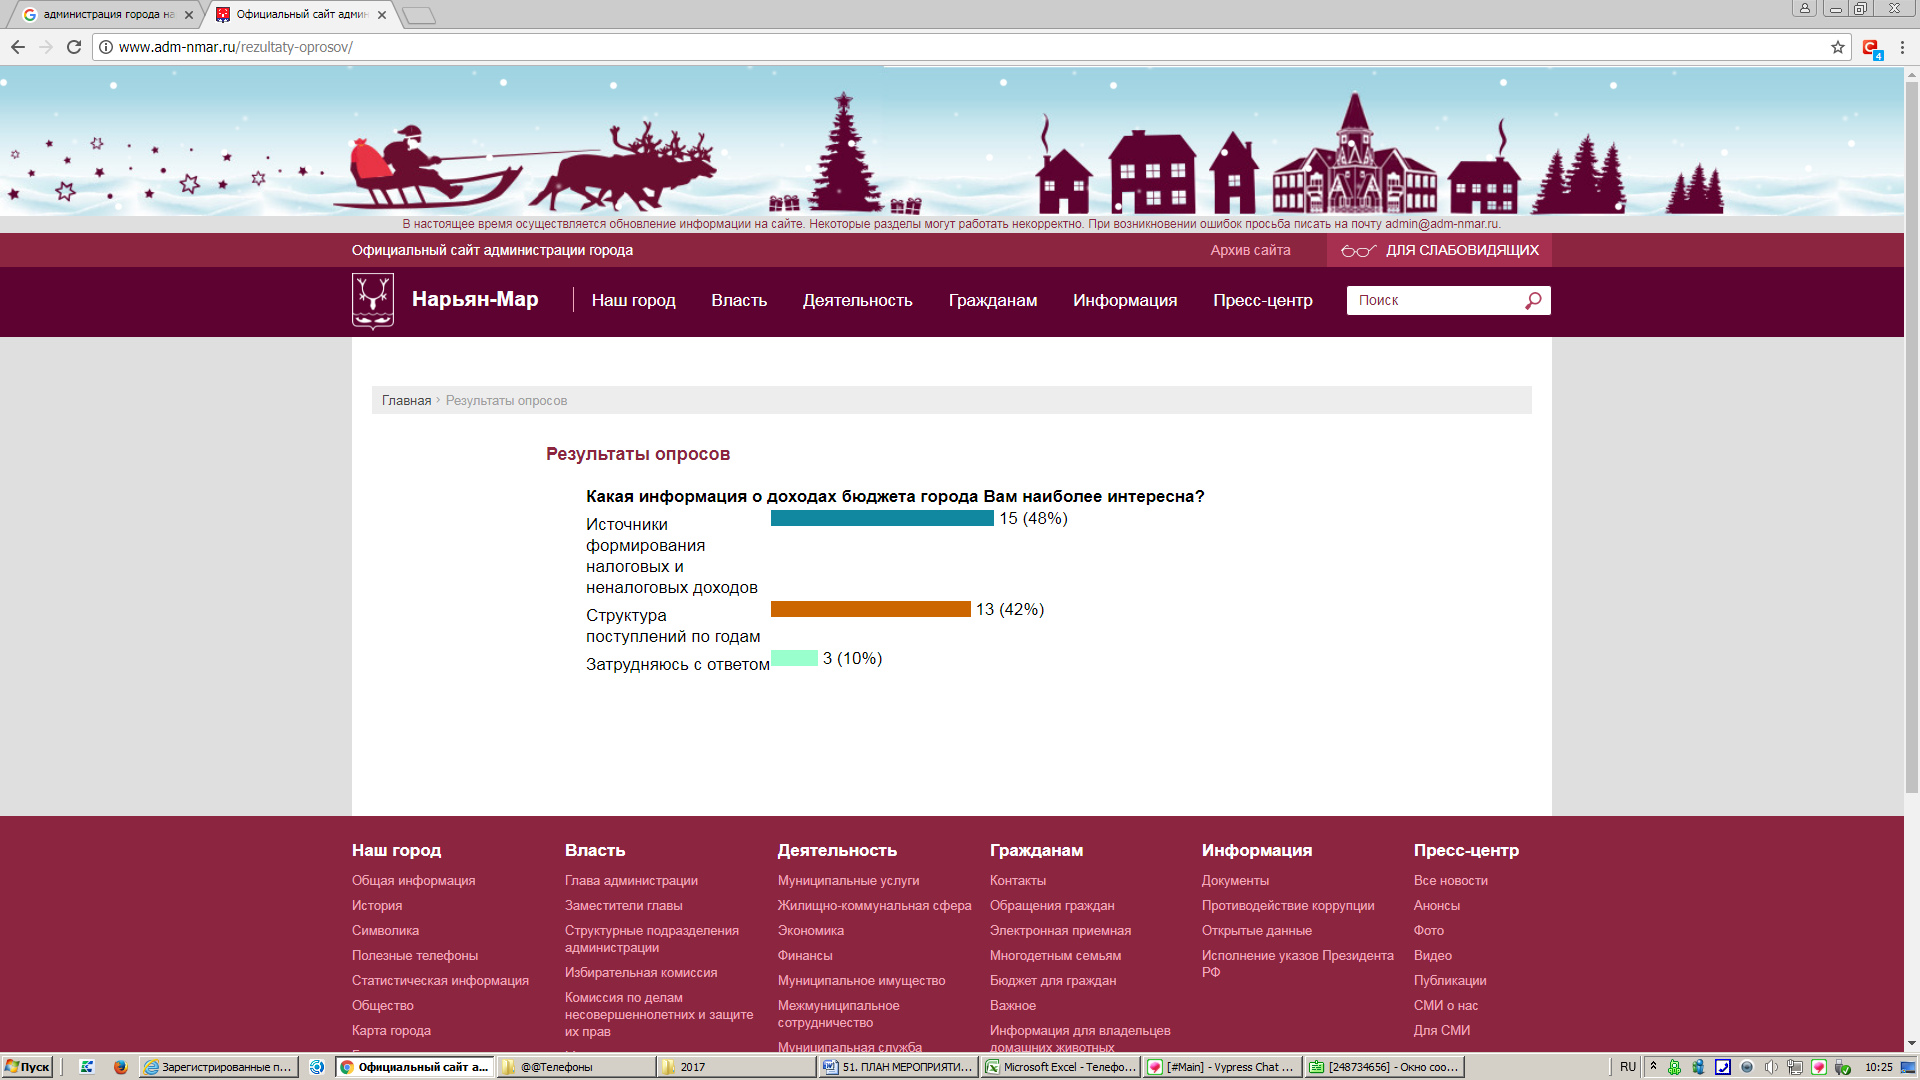 администрация города на
Официальный сайт админ
www.adm-nmar.ru/rezultaty-oprosov/
4
В настоящее время осуществляется обновление информации на сайте. Некоторые разделы могут работать некорректно. При возникновении ошибок просьба писать на почту admin@adm-nmar.ru.
Официальный сайт администрации города
Архив сайта
ДЛЯ СЛАБОВИДЯЩИХ
Нарьян-Мар
Наш город
Власть
Деятельность
Гражданам
Информация
Пресс-центр
Поиск
Главная › Результаты опросов
Результаты опросов
Какая информация о доходах бюджета города Вам наиболее интересна?
Источники
формирования
налоговых и
неналоговых доходов
15 (48%)
Структура
поступлений по годам
13 (42%)
Затрудняюсь с ответом
3 (10%)
Наш город
Общая информация
История
Символика
Полезные телефоны
Статистическая информация
Общество
Карта города
Власть
Глава администрации
Заместители главы
Структурные подразделения
администрации
Избирательная комиссия
Комиссия по делам
несовершеннолетних и защите
их прав
Деятельность
Муниципальные услуги
Жилищно-коммунальная сфера
Экономика
Финансы
Муниципальное имущество
Межмуниципальное
сотрудничество
Муниципальная служба
Гражданам
Контакты
Обращения граждан
Электронная приемная
Многодетным семьям
Бюджет для граждан
Важное
Информация для владельцев
домашних животных
Информация
Документы
Противодействие коррупции
Открытые данные
Исполнение указов Президента
РФ
Пресс-центр
Все новости
Анонсы
Фото
Видео
Публикации
СМИ о нас
Для СМИ
Пуск
Зарегистрированные п...
Официальный сайт а...
@@Телефоны
2017
51. ПЛАН МЕРОПРИЯТИ...
Microsoft Excel - Телефо...
[#Main] - Vypress Chat ...
[248734656] - Окно соо...
RU
10:25